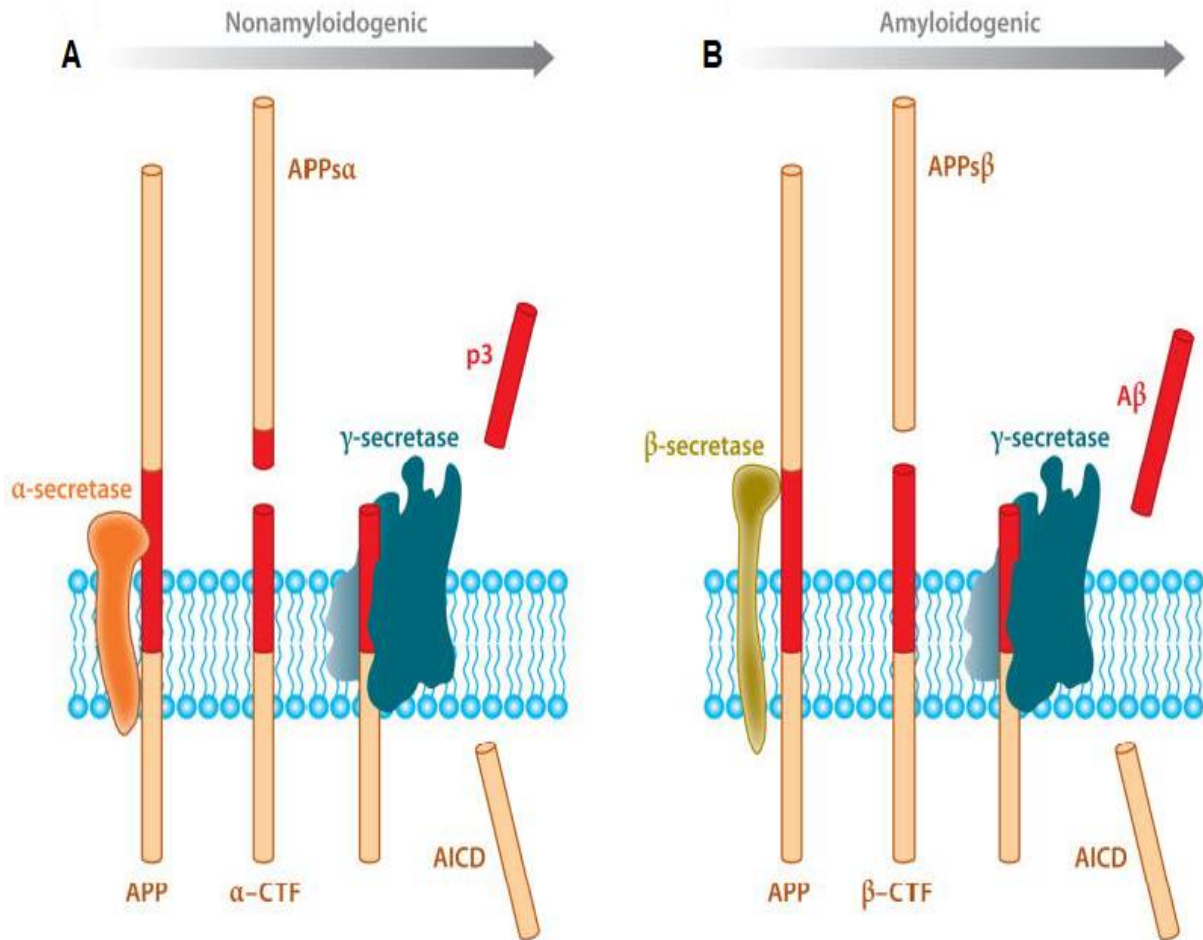 A
Nonamyloidogenic
APPsα
p3
γ-secretase
α-secretase
APP
α-CTF
AICD
B
Amyloidogenic
APPsβ
Aβ
β-secretase
γ-secretase
APP
β-CTF
AICD